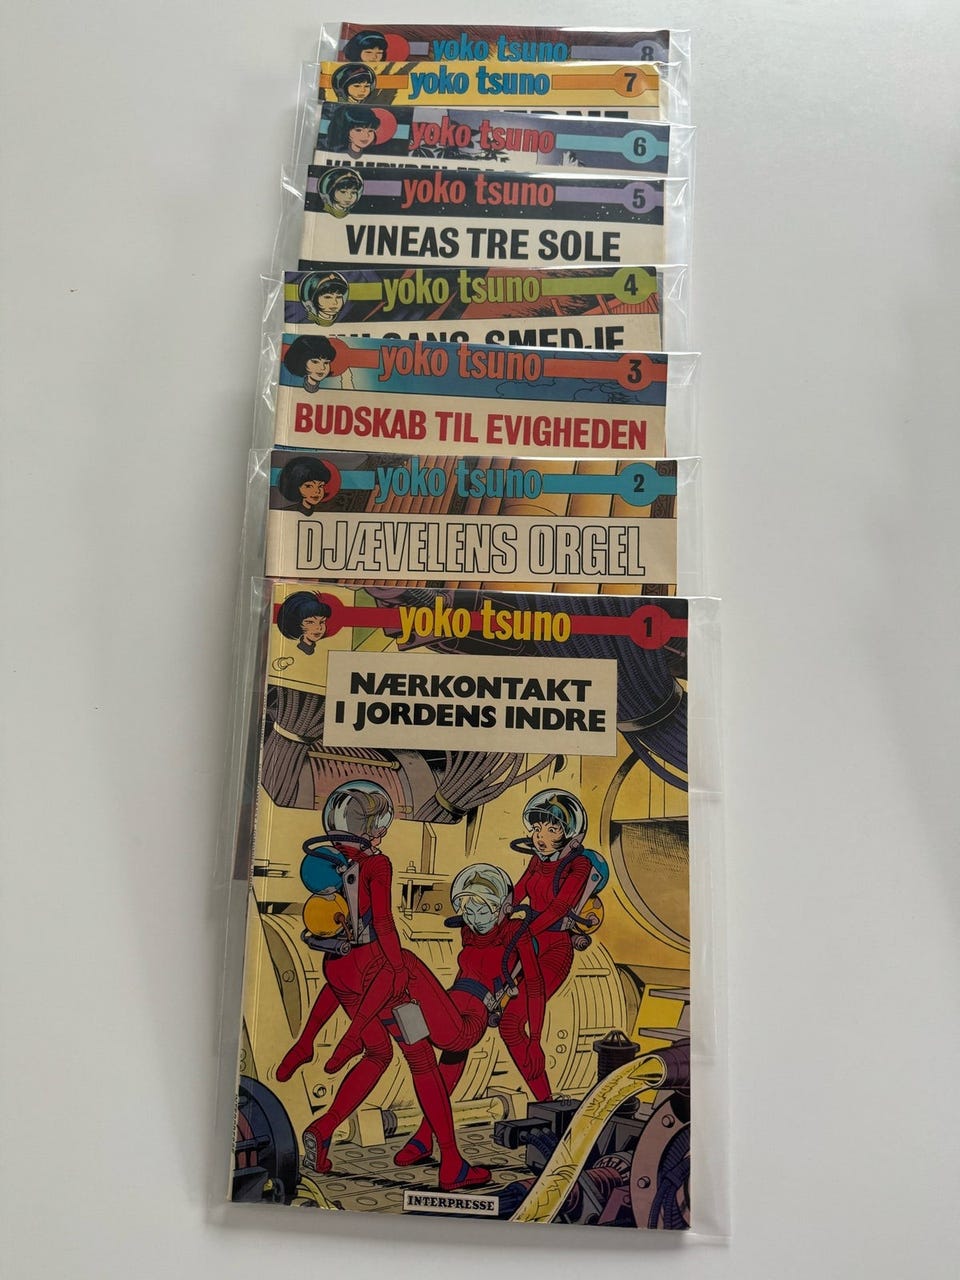 yoko tsuno 8
yoko tsuno 7
yoko tsuno 6
yoko tsuno 5
VINEAS TRE SOLE
yoko tsuno 4
SMEDJE
yoko tsuno 3
BUDSKAB TIL EVIGHEDEN
yoko tsuno 2
DJÆVELENS ORGEL
yoko tsuno 1
NÆRKONTAKT
I JORDENS INDRE
INTERPRESSE